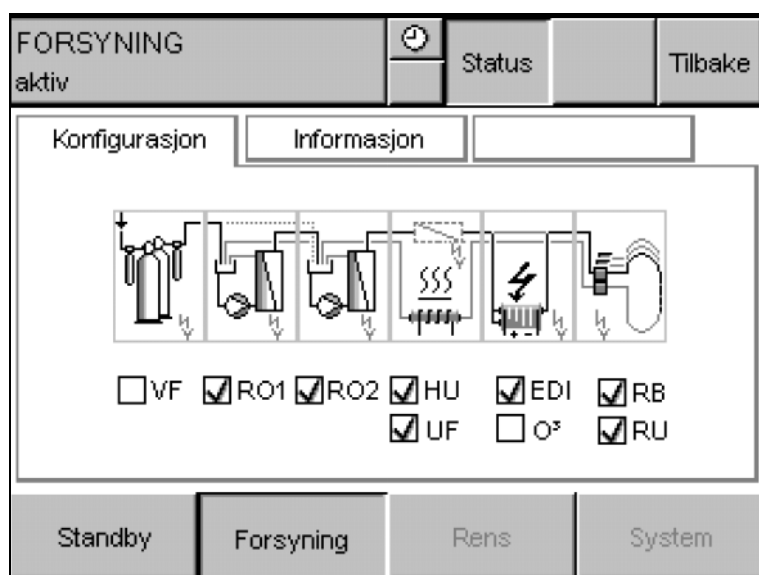 FORSYNING
aktiv
Status
Tilbake
Konfigurasjon
Informasjon
VF RO1 RO2 HU EDI RB
UF O³ RU
Standby
Forsyning
Rens
System